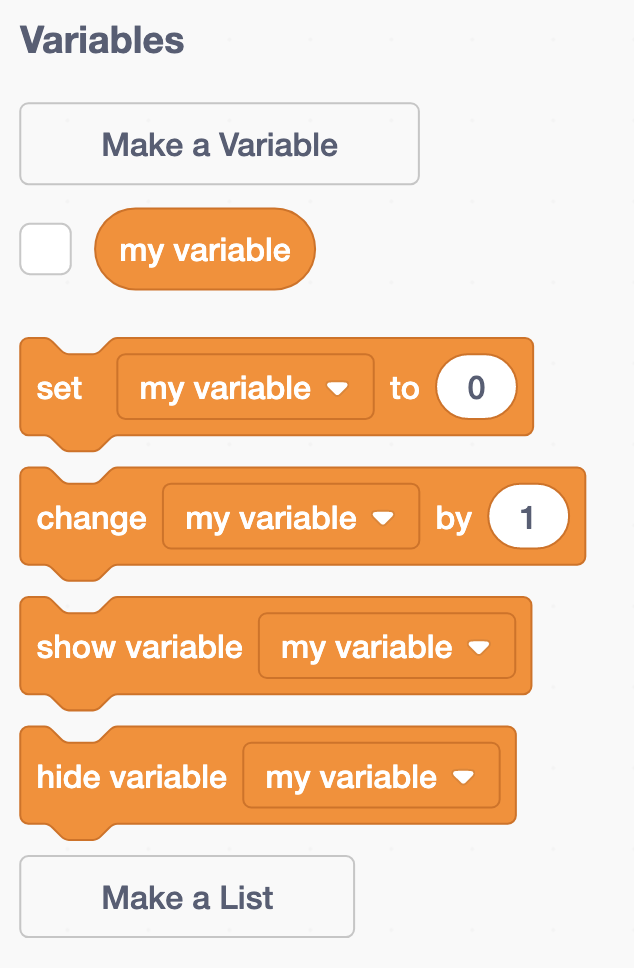 Variables
Make a Variable
my variable
set my variable to 0
change my variable by 1
show variable my variable
hide variable my variable
Make a List